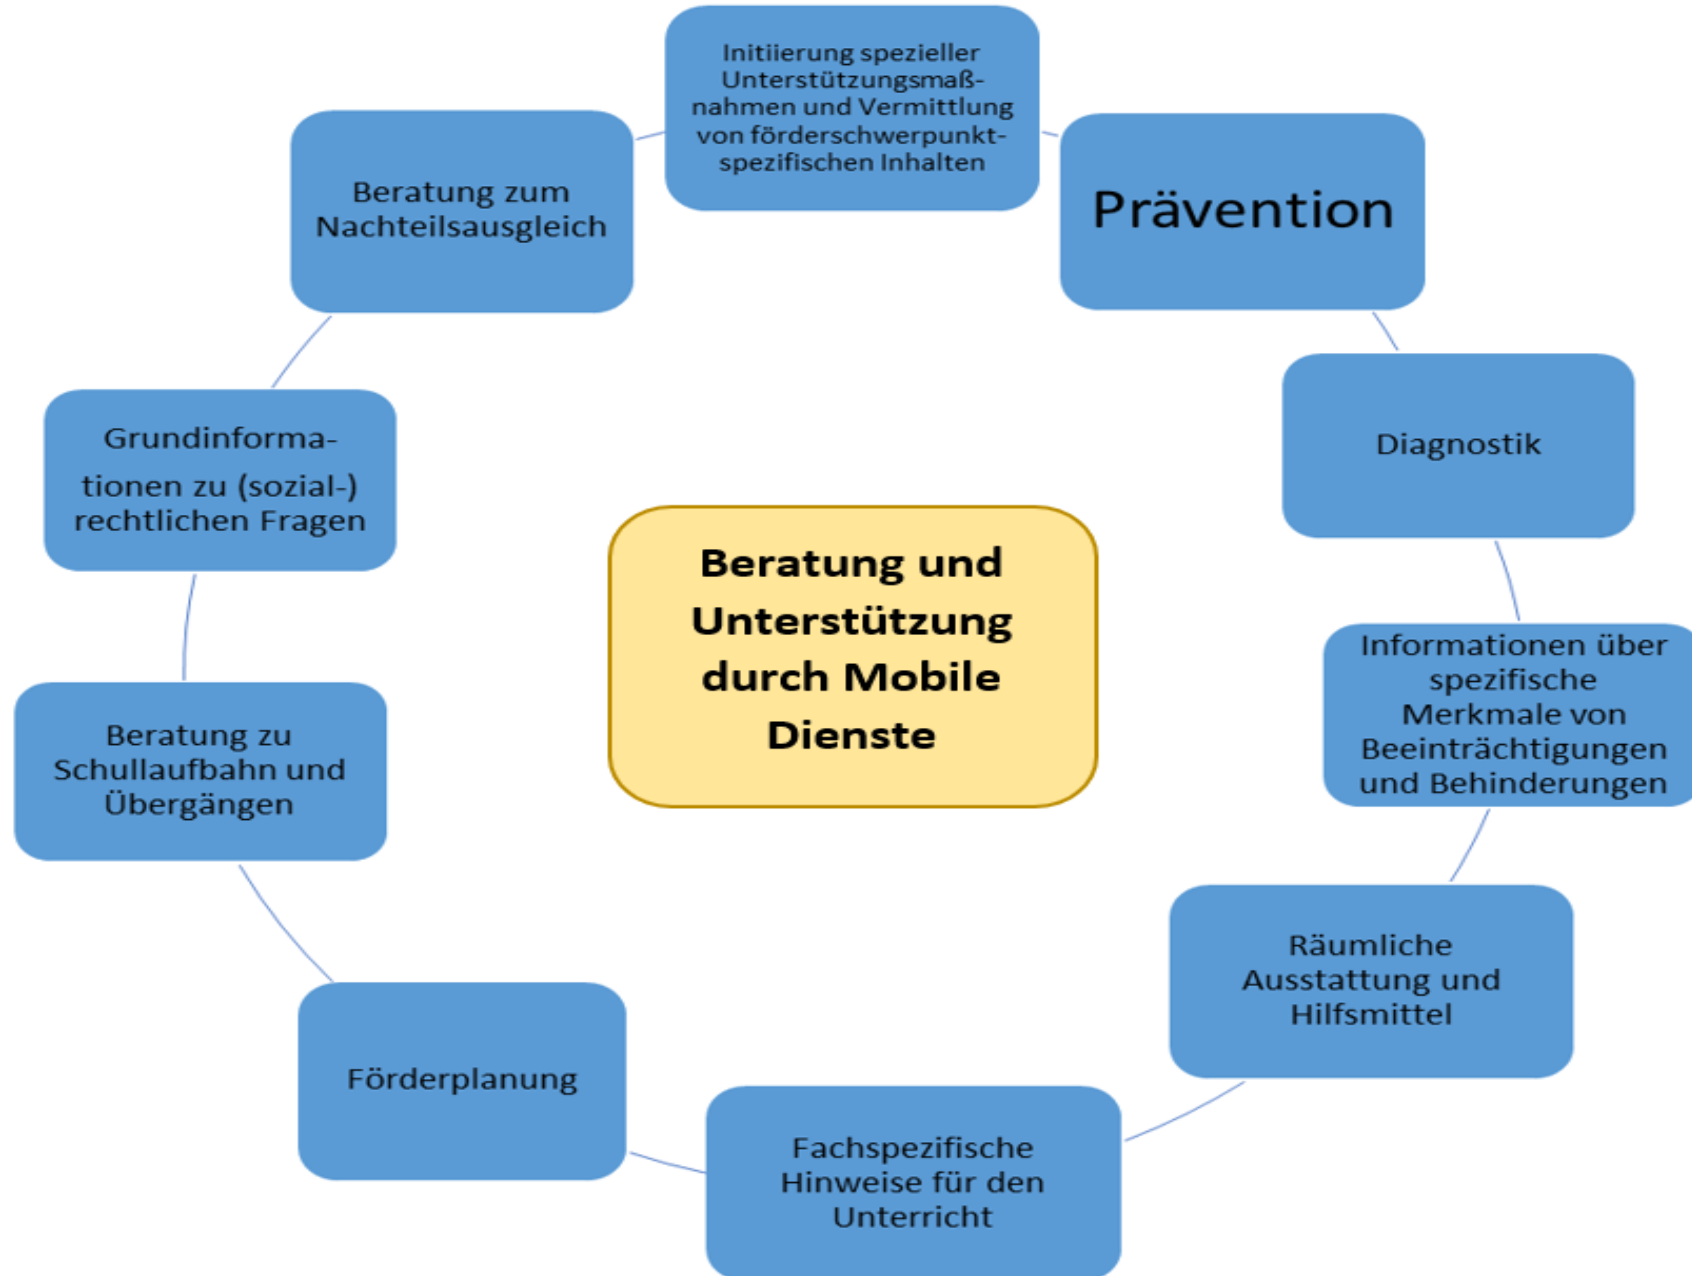 Initiierung spezieller
Unterstützungsmaß-
nahmen und Vermittlung
von förderschwerpunkt-
spezifischen Inhalten
Prävention
Diagnostik
Informationen über
spezifische
Merkmale von
Beeinträchtigungen
und Behinderungen
Räumliche
Ausstattung und
Hilfsmittel
Fachspezifische
Hinweise für den
Unterricht
Förderplanung
Beratung zu
Schullaufbahn und
Übergängen
Grundinforma-
tionen zu (sozial-)
rechtlichen Fragen
Beratung zum
Nachteilsausgleich
Beratung und
Unterstützung
durch Mobile
Dienste